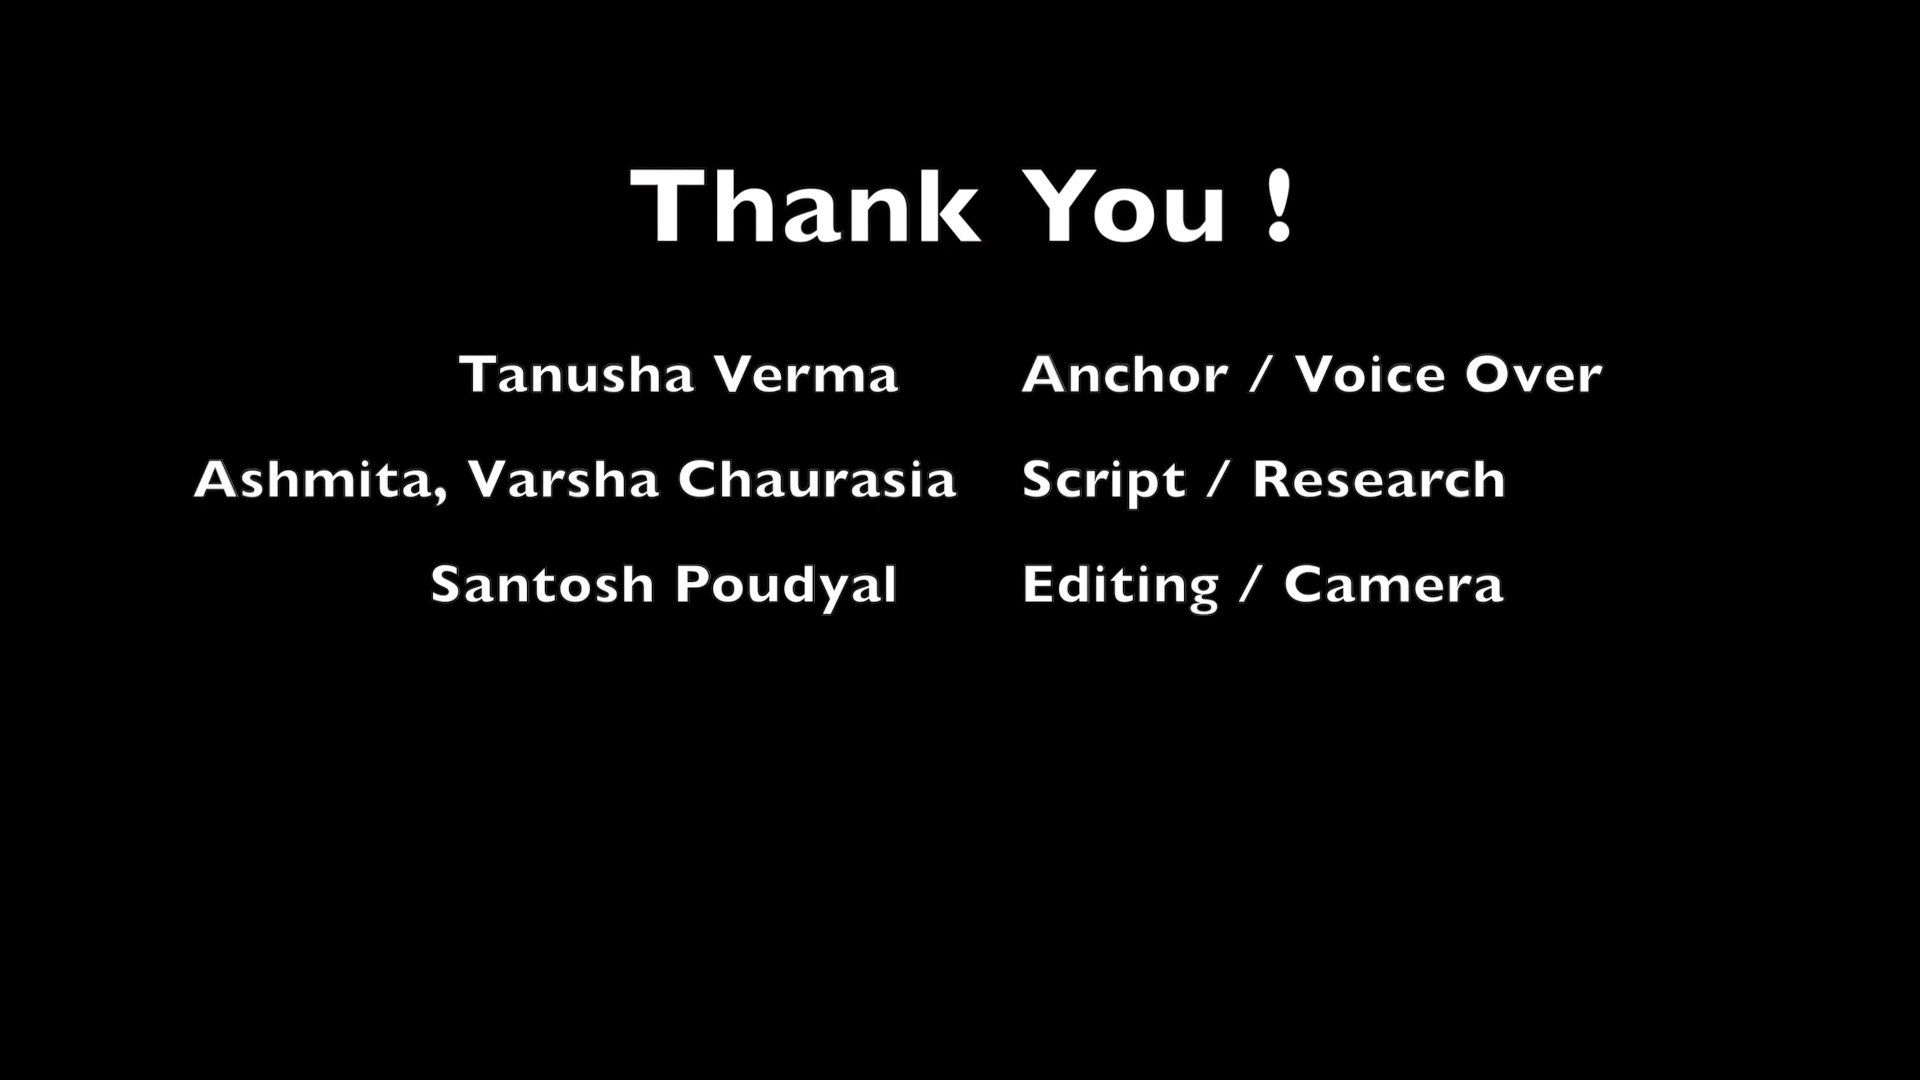 Thank You !
Tanusha Verma Anchor / Voice Over
Ashmita, Varsha Chaurasia Script / Research
Santosh Poudyal Editing / Camera